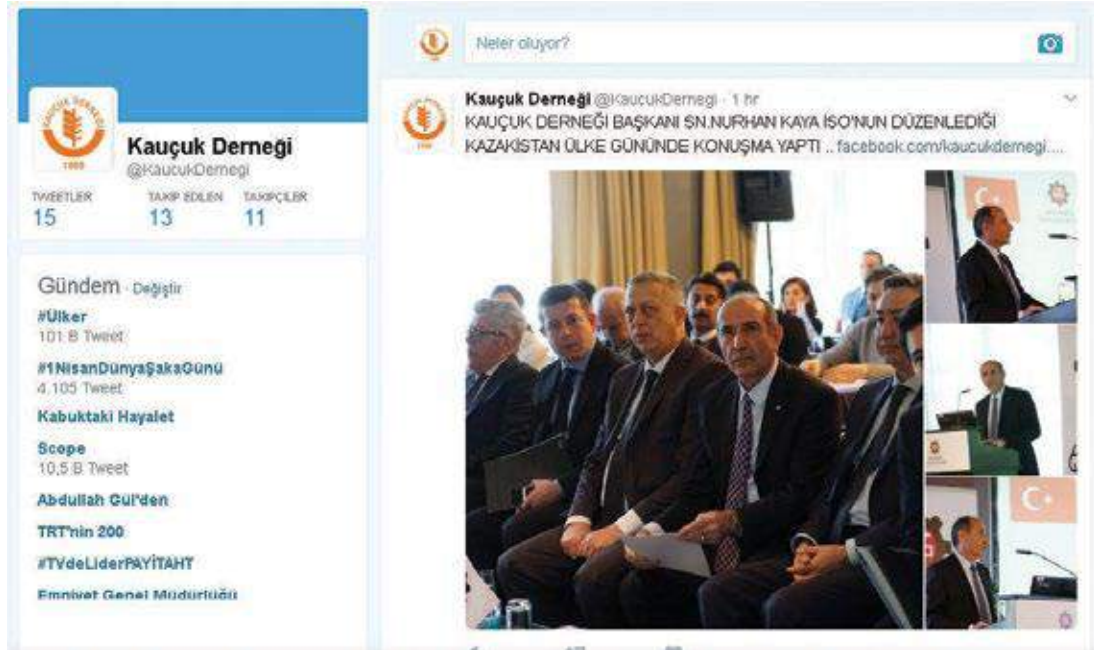 KAUÇUK DERNEĞİ
1999
Kauçuk Derneği
@KaucukDernegi
TWEETLER
TAKİP EDİLEN
TAKİPÇİLER
15
13
11
Gündem · Değiştir
#Ülker
101 B Tweet
#1NisanDünyaŞakaGünü
4.105 Tweet
Kabuktaki Hayalet
Scope
10,5 B Tweet
Abdullah Gül'den
TRT'nin 200
#TVdeLiderPAYİTAHT
Emniyet Genel Müdürlüğü
Neler oluyor?
Kauçuk Derneği @KaucukDernegi · 1 hr
KAUÇUK DERNEĞİ BAŞKANI SN.NURHAN KAYA İSO'NUN DÜZENLEDİĞİ
KAZAKİSTAN ÜLKE GÜNÜNDE KONUŞMA YAPTI .. facebook.com/kaucukdernegi....